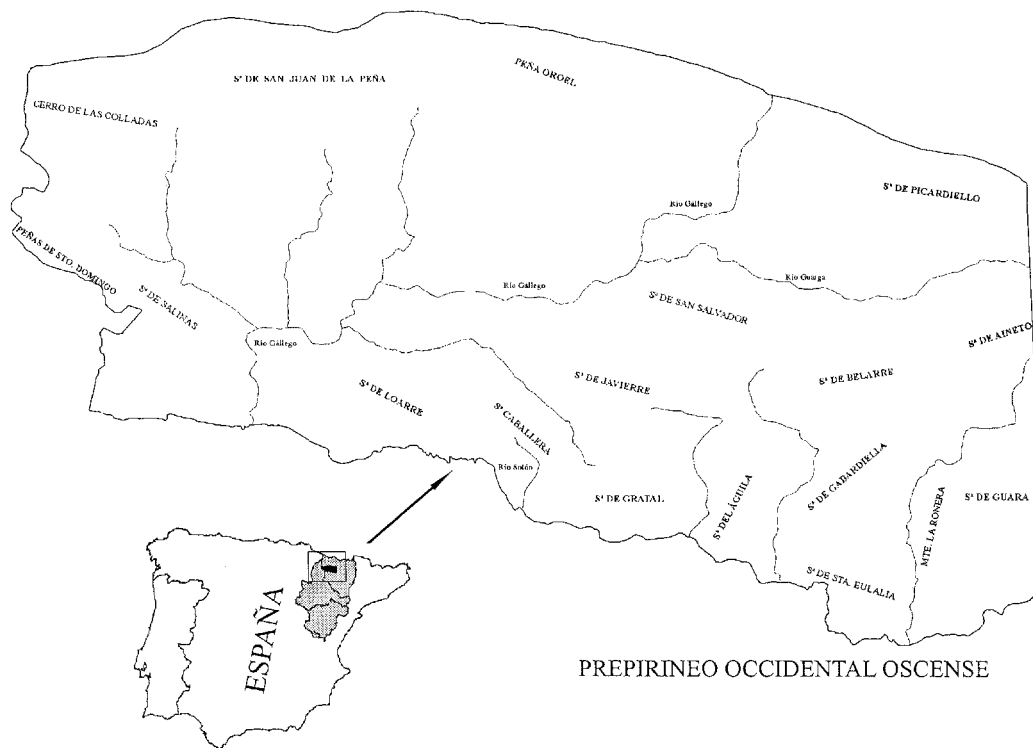 Sª DE SAN JUAN DE LA PEÑA
PEÑA OROEL
CERRO DE LAS COLLADAS
Sª DE PICARDIELLO
Río Gállego
PEÑAS DE STO. DOMINGO
Sª DE SALINAS
Río Guarga
Río Gállego
Sª DE SAN SALVADOR
Sª DE AINETO
Río Gállego
Sª DE JAVIERRE
Sª DE BELARRE
Sª DE LOARRE
Sª CABALLERA
Río Sotón
Sª DE GRATAL
Sª DEL ÁGUILA
Sª DE GABARDIELLA
MTE. LA RONERA
Sª DE GUARA
Sª DE STA. EULALIA
ESPAÑA
PREPIRINEO OCCIDENTAL OSCENSE